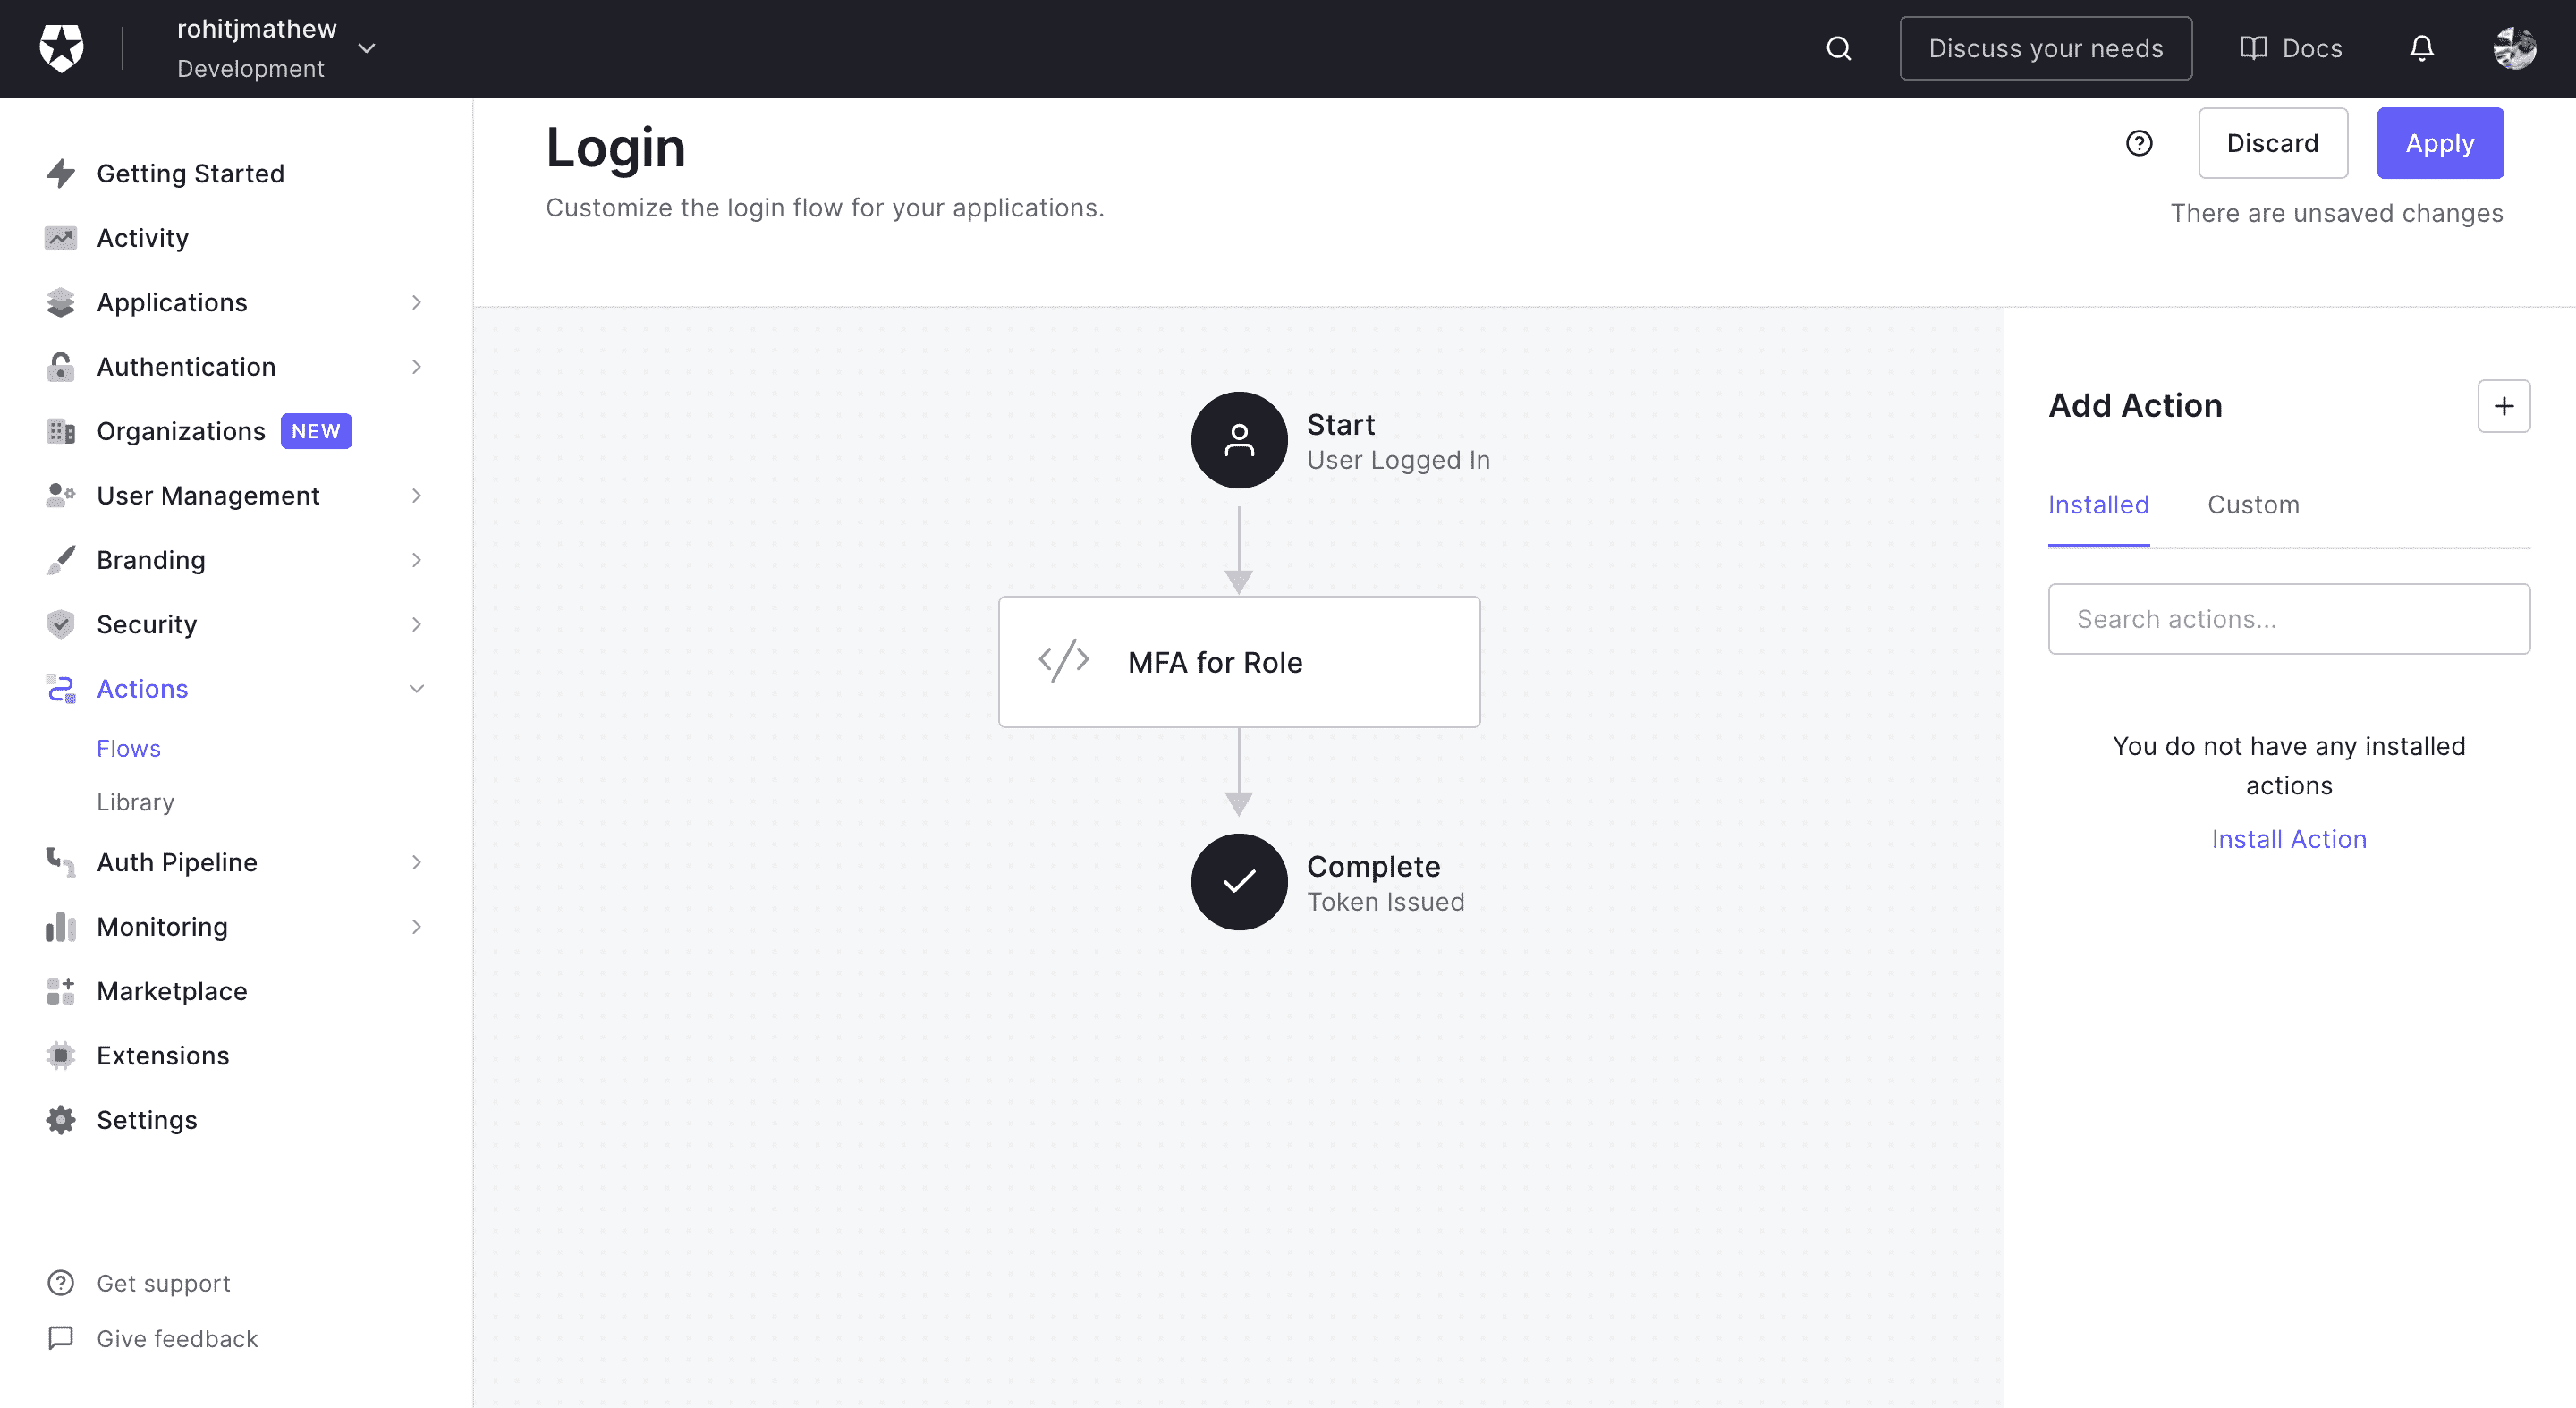 rohitjmathew
Development
Discuss your needs
Docs
Getting Started
Activity
Applications
Authentication
Organizations NEW
User Management
Branding
Security
Actions
Flows
Library
Auth Pipeline
Monitoring
Marketplace
Extensions
Settings
Get support
Give feedback
Login
Customize the login flow for your applications.
Discard
Apply
There are unsaved changes
Start
User Logged In
MFA for Role
Complete
Token Issued
Add Action
Installed
Custom
Search actions...
You do not have any installed
actions
Install Action